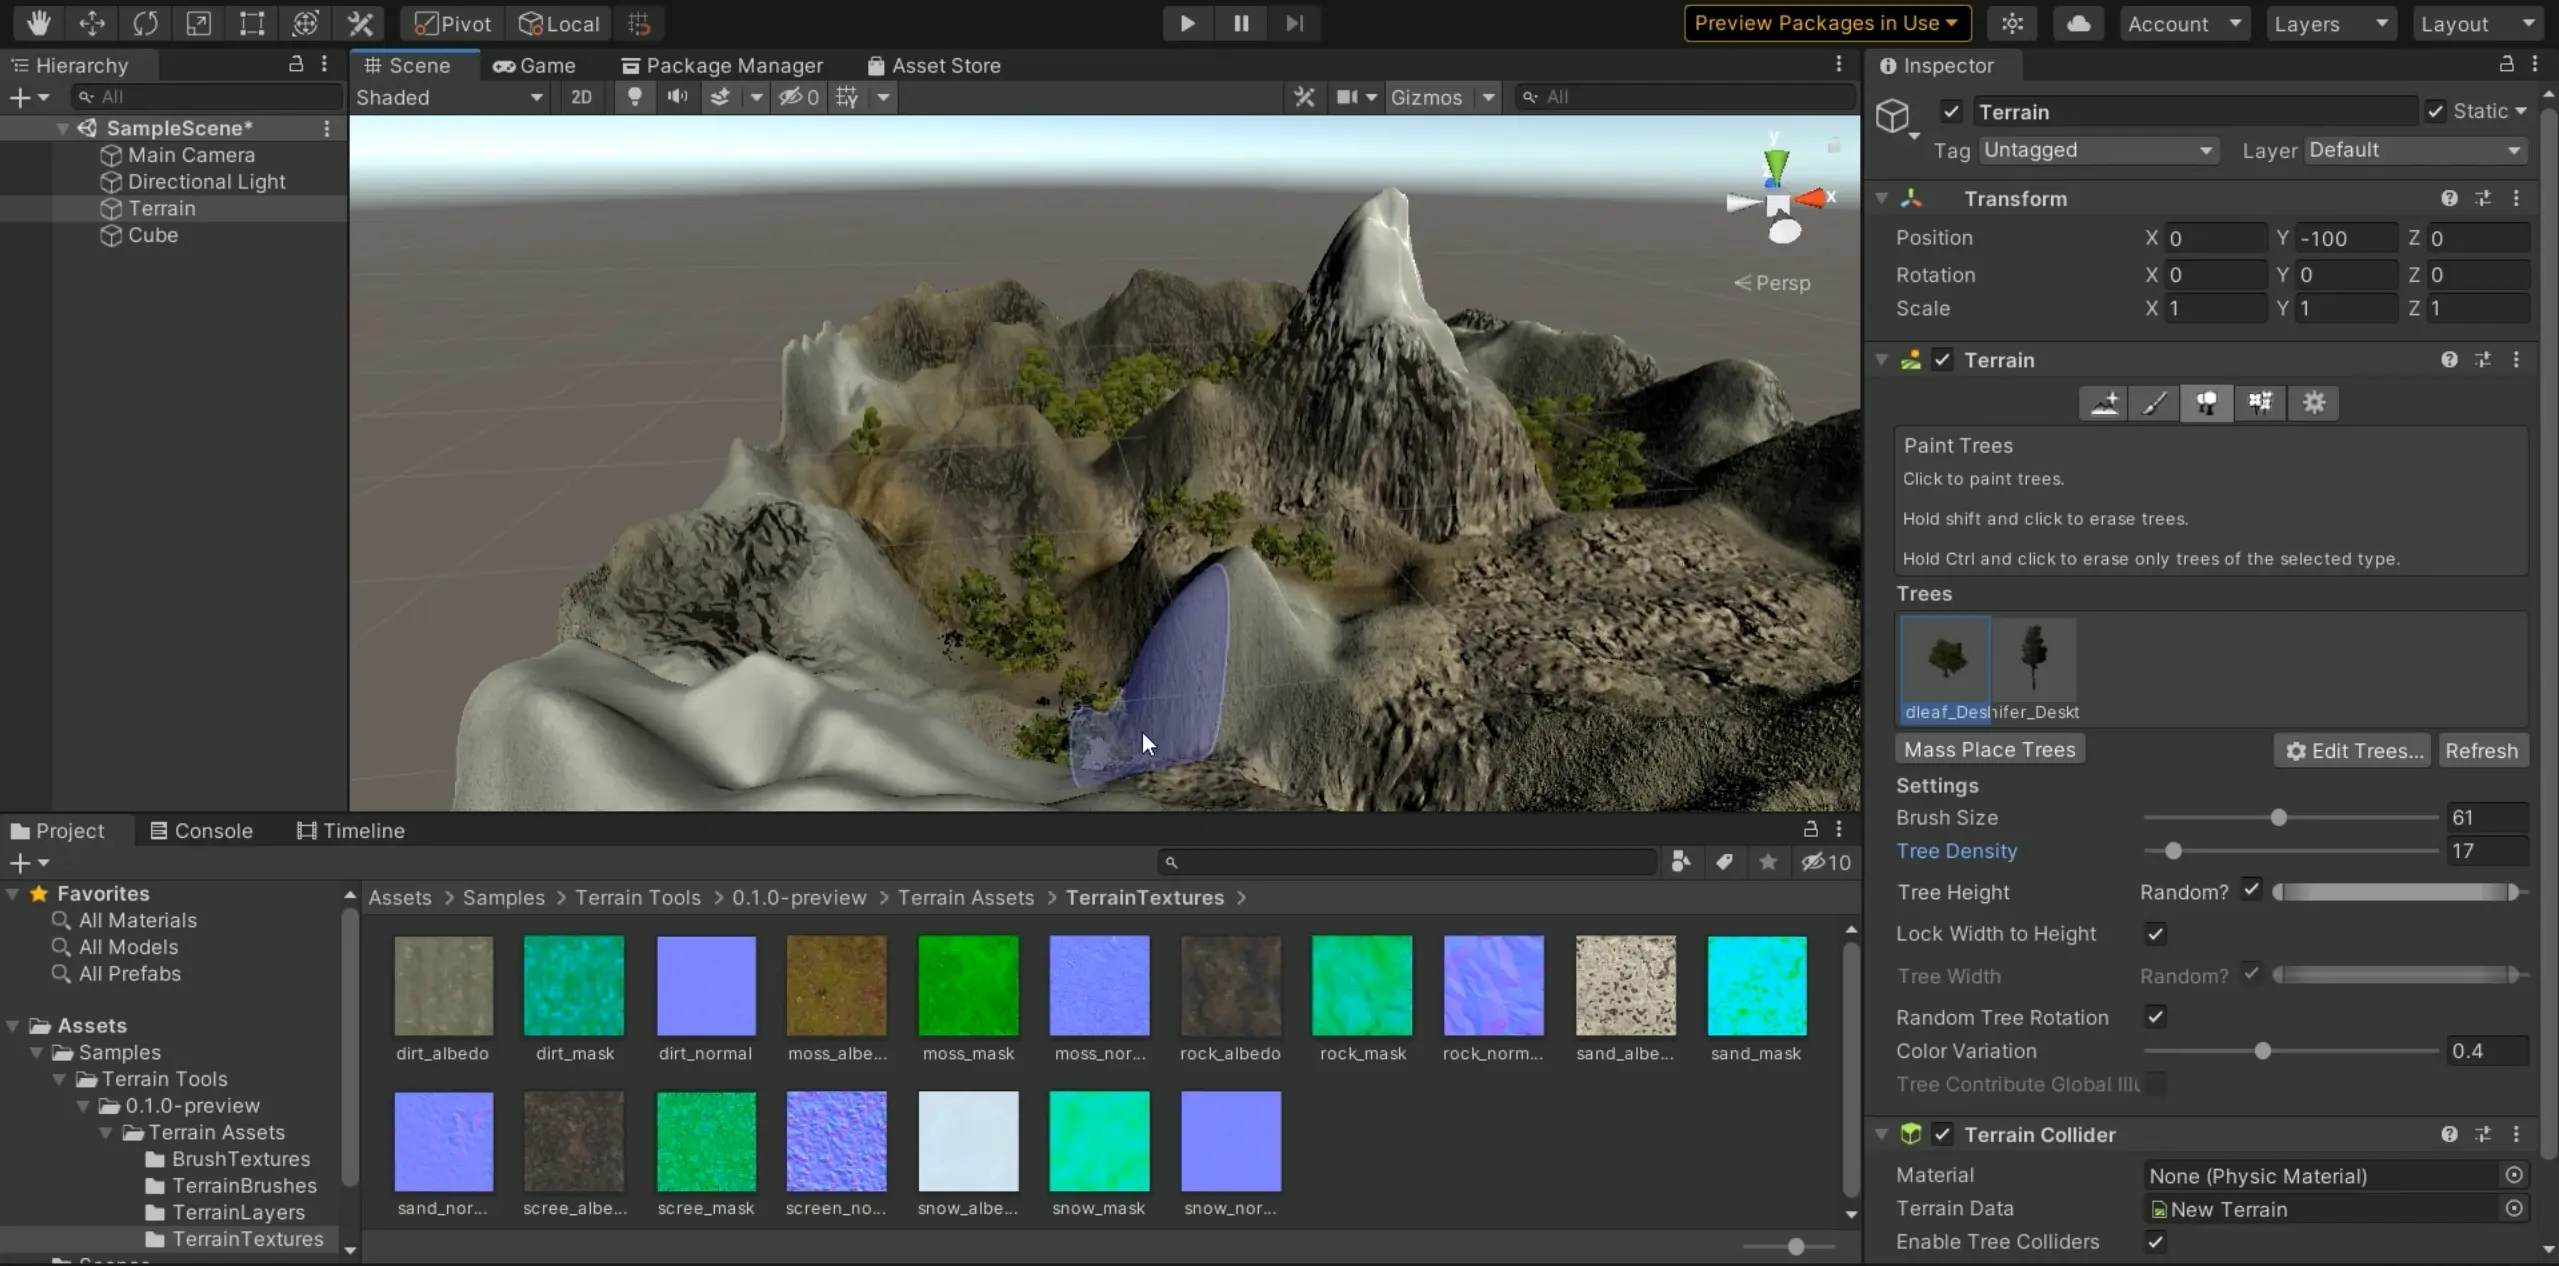 Pivot Local Preview Packages in Use Account Layers Layout
Hierarchy
All
SampleScene*
Main Camera
Directional Light
Terrain
Cube
Scene Game Package Manager Asset Store
Shaded 2D 0 Gizmos All
y
x
Persp
Inspector
Terrain Static
Tag Untagged Layer Default
Transform
Position X 0 Y -100 Z 0
Rotation X 0 Y 0 Z 0
Scale X 1 Y 1 Z 1
Terrain
Paint Trees
Click to paint trees.
Hold shift and click to erase trees.
Hold Ctrl and click to erase only trees of the selected type.
Trees
dleaf_Desh nifer_Deskt
Mass Place Trees Edit Trees... Refresh
Settings
Brush Size 61
Tree Density 17
Tree Height Random?
Lock Width to Height
Tree Width Random?
Random Tree Rotation
Color Variation 0.4
Tree Contribute Global Illu
Terrain Collider
Material None (Physic Material)
Terrain Data New Terrain
Enable Tree Colliders
Project Console Timeline
10
Favorites
All Materials
All Models
All Prefabs
Assets
Samples
Terrain Tools
0.1.0-preview
Terrain Assets
BrushTextures
TerrainBrushes
TerrainLayers
TerrainTextures
Assets > Samples > Terrain Tools > 0.1.0-preview > Terrain Assets > TerrainTextures >
dirt_albedo dirt_mask dirt_normal moss_albe... moss_mask moss_nor... rock_albedo rock_mask rock_norm... sand_albe... sand_mask
sand_nor... scree_albe... scree_mask screen_no... snow_albe... snow_mask snow_nor...